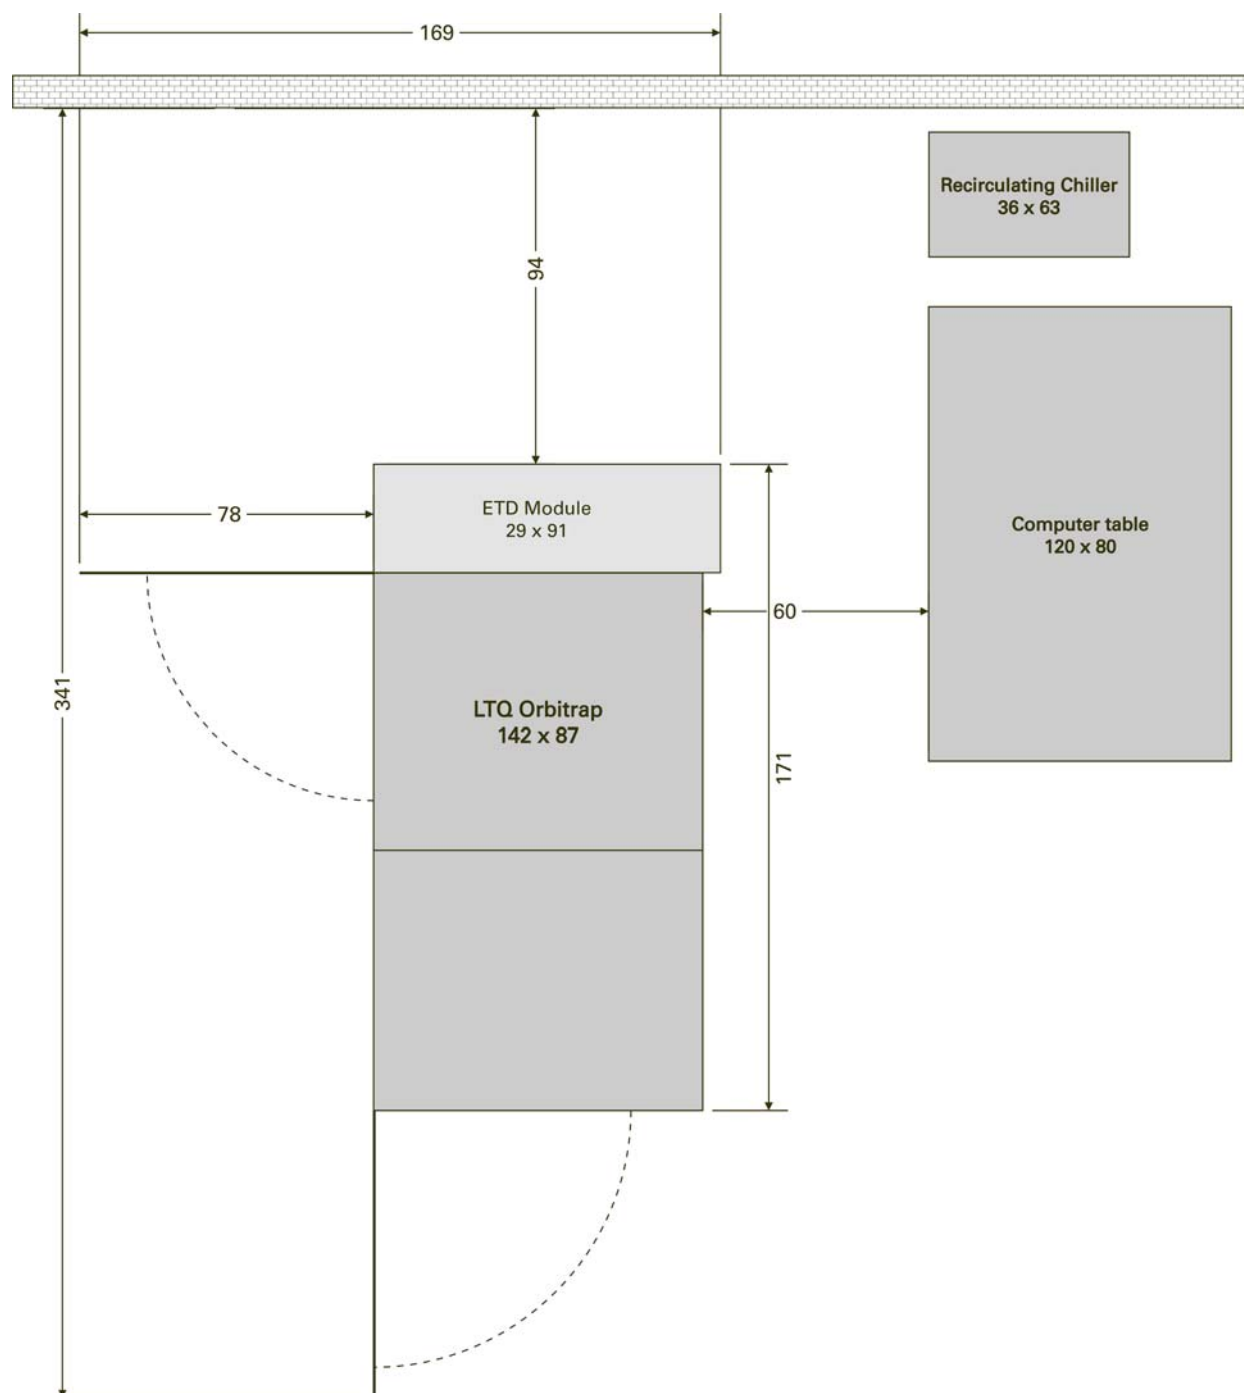 169
Recirculating Chiller
36 x 63
94
ETD Module
29 x 91
78
Computer table
120 x 80
60
341
LTQ Orbitrap
142 x 87
171